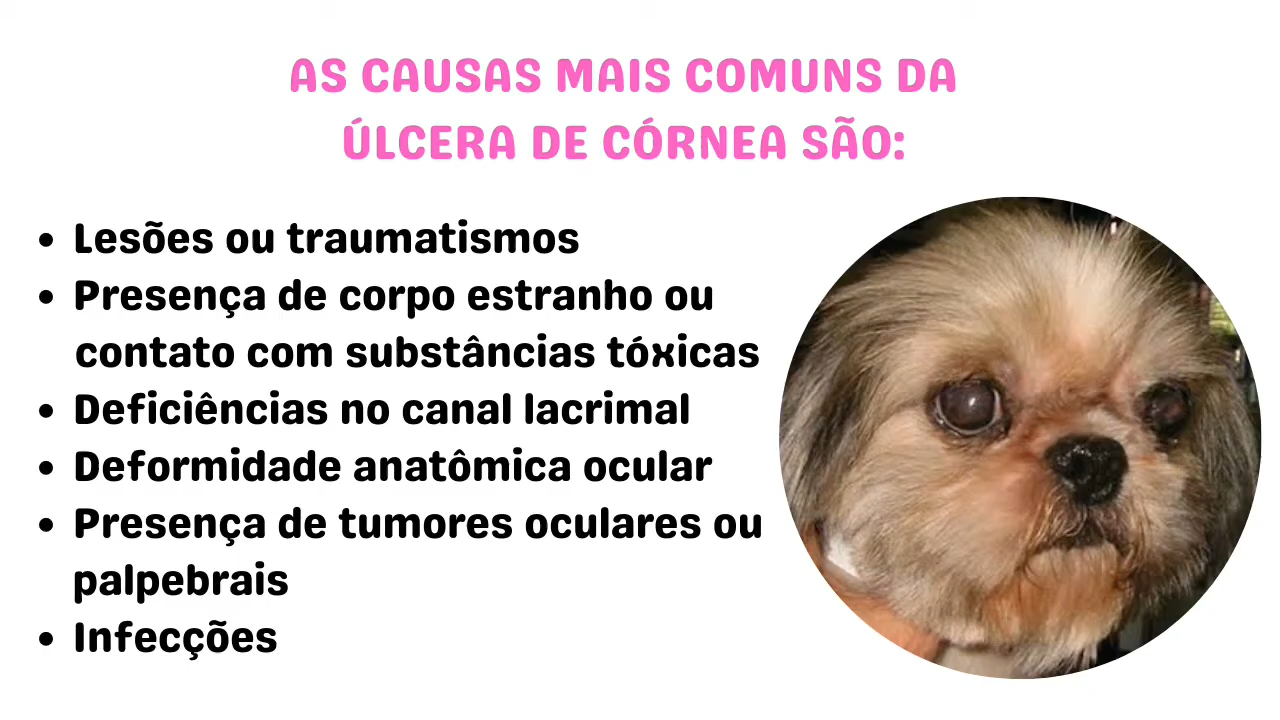 AS CAUSAS MAIS COMUNS DA
ÚLCERA DE CÓRNEA SÃO:
• Lesões ou traumatismos
• Presença de corpo estranho ou
contato com substâncias tóxicas
• Deficiências no canal lacrimal
• Deformidade anatômica ocular
• Presença de tumores oculares ou
palpebrais
• Infecções